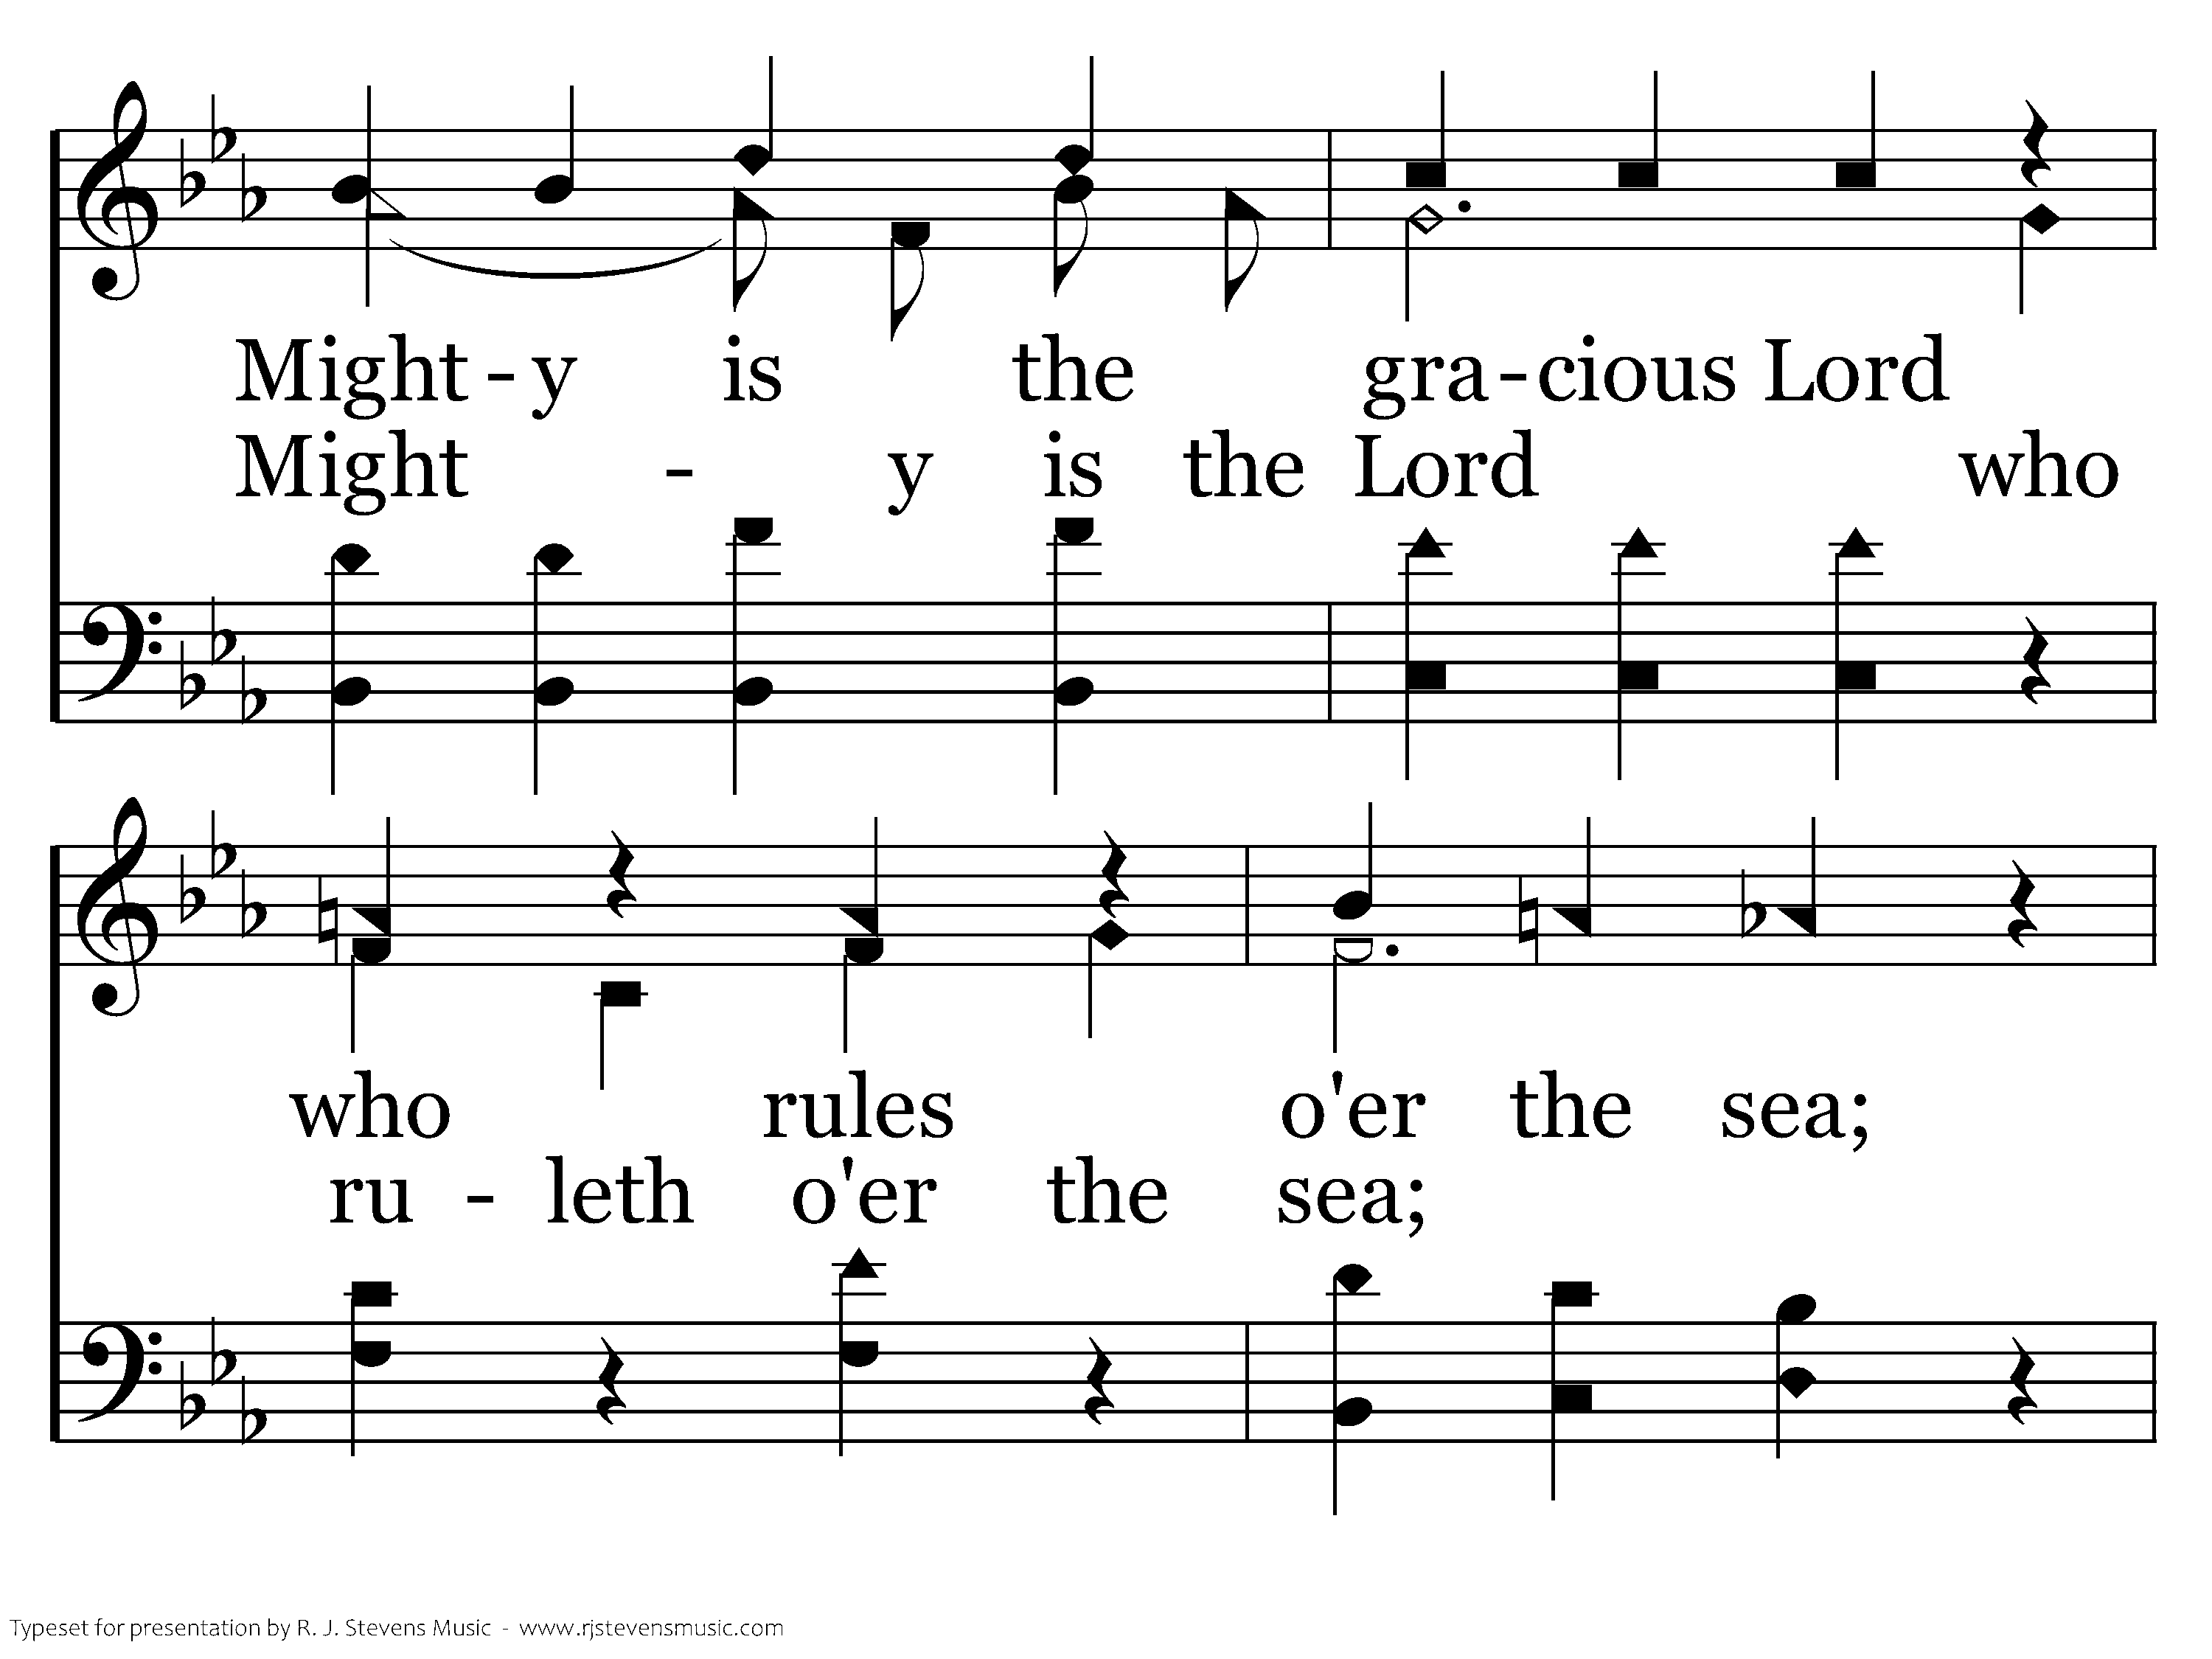 Might - y is the gra - cious Lord
Might - y is the Lord who
who rules o'er the sea;
ru - leth o'er the sea;
Typeset for presentation by R. J. Stevens Music - www.rjstevensmusic.com